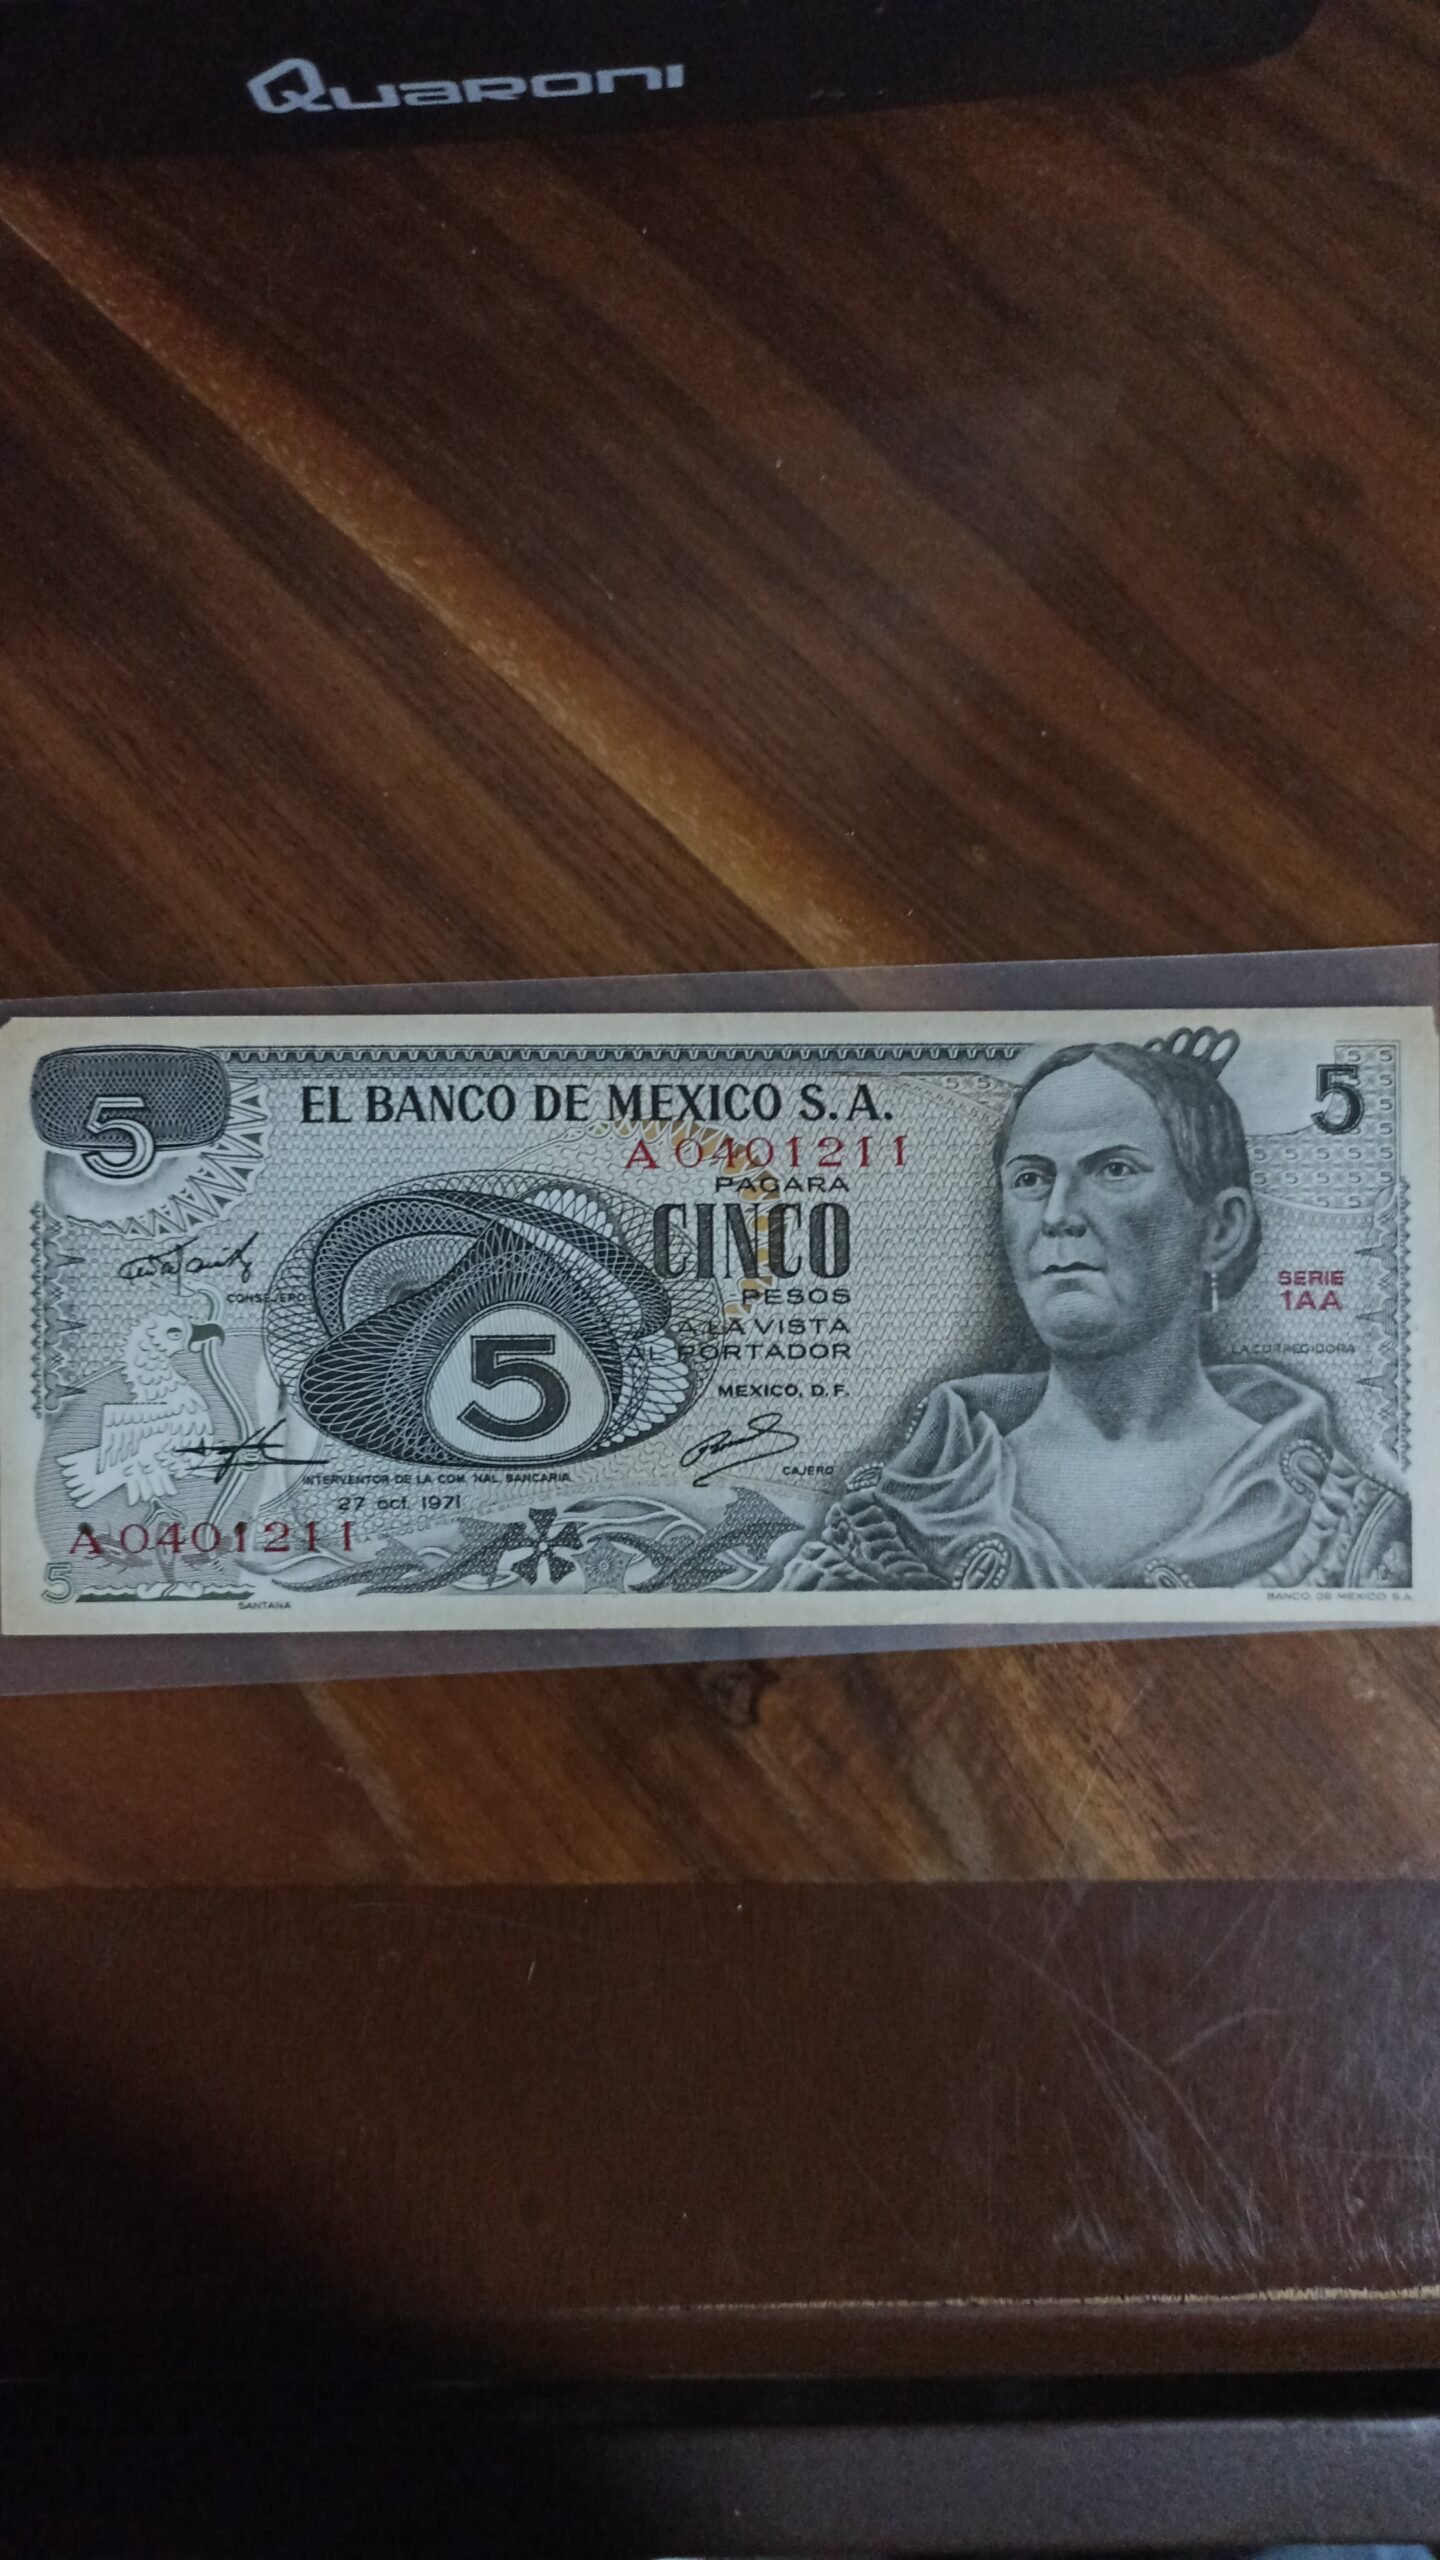 Quaroni
5
EL BANCO DE MEXICO S.A.
5
A 0401211
PAGARA
CINCO
PESOS
A LA VISTA
AL PORTADOR
MEXICO, D.F.
CONSEJERO
SERIE
1AA
LA CORREGIDORA
5
INTERVENTOR DE LA COM. NAL. BANCARIA
CAJERO
27 oct. 1971
A 0401211
5
SANTANA
BANCO DE MEXICO S.A.